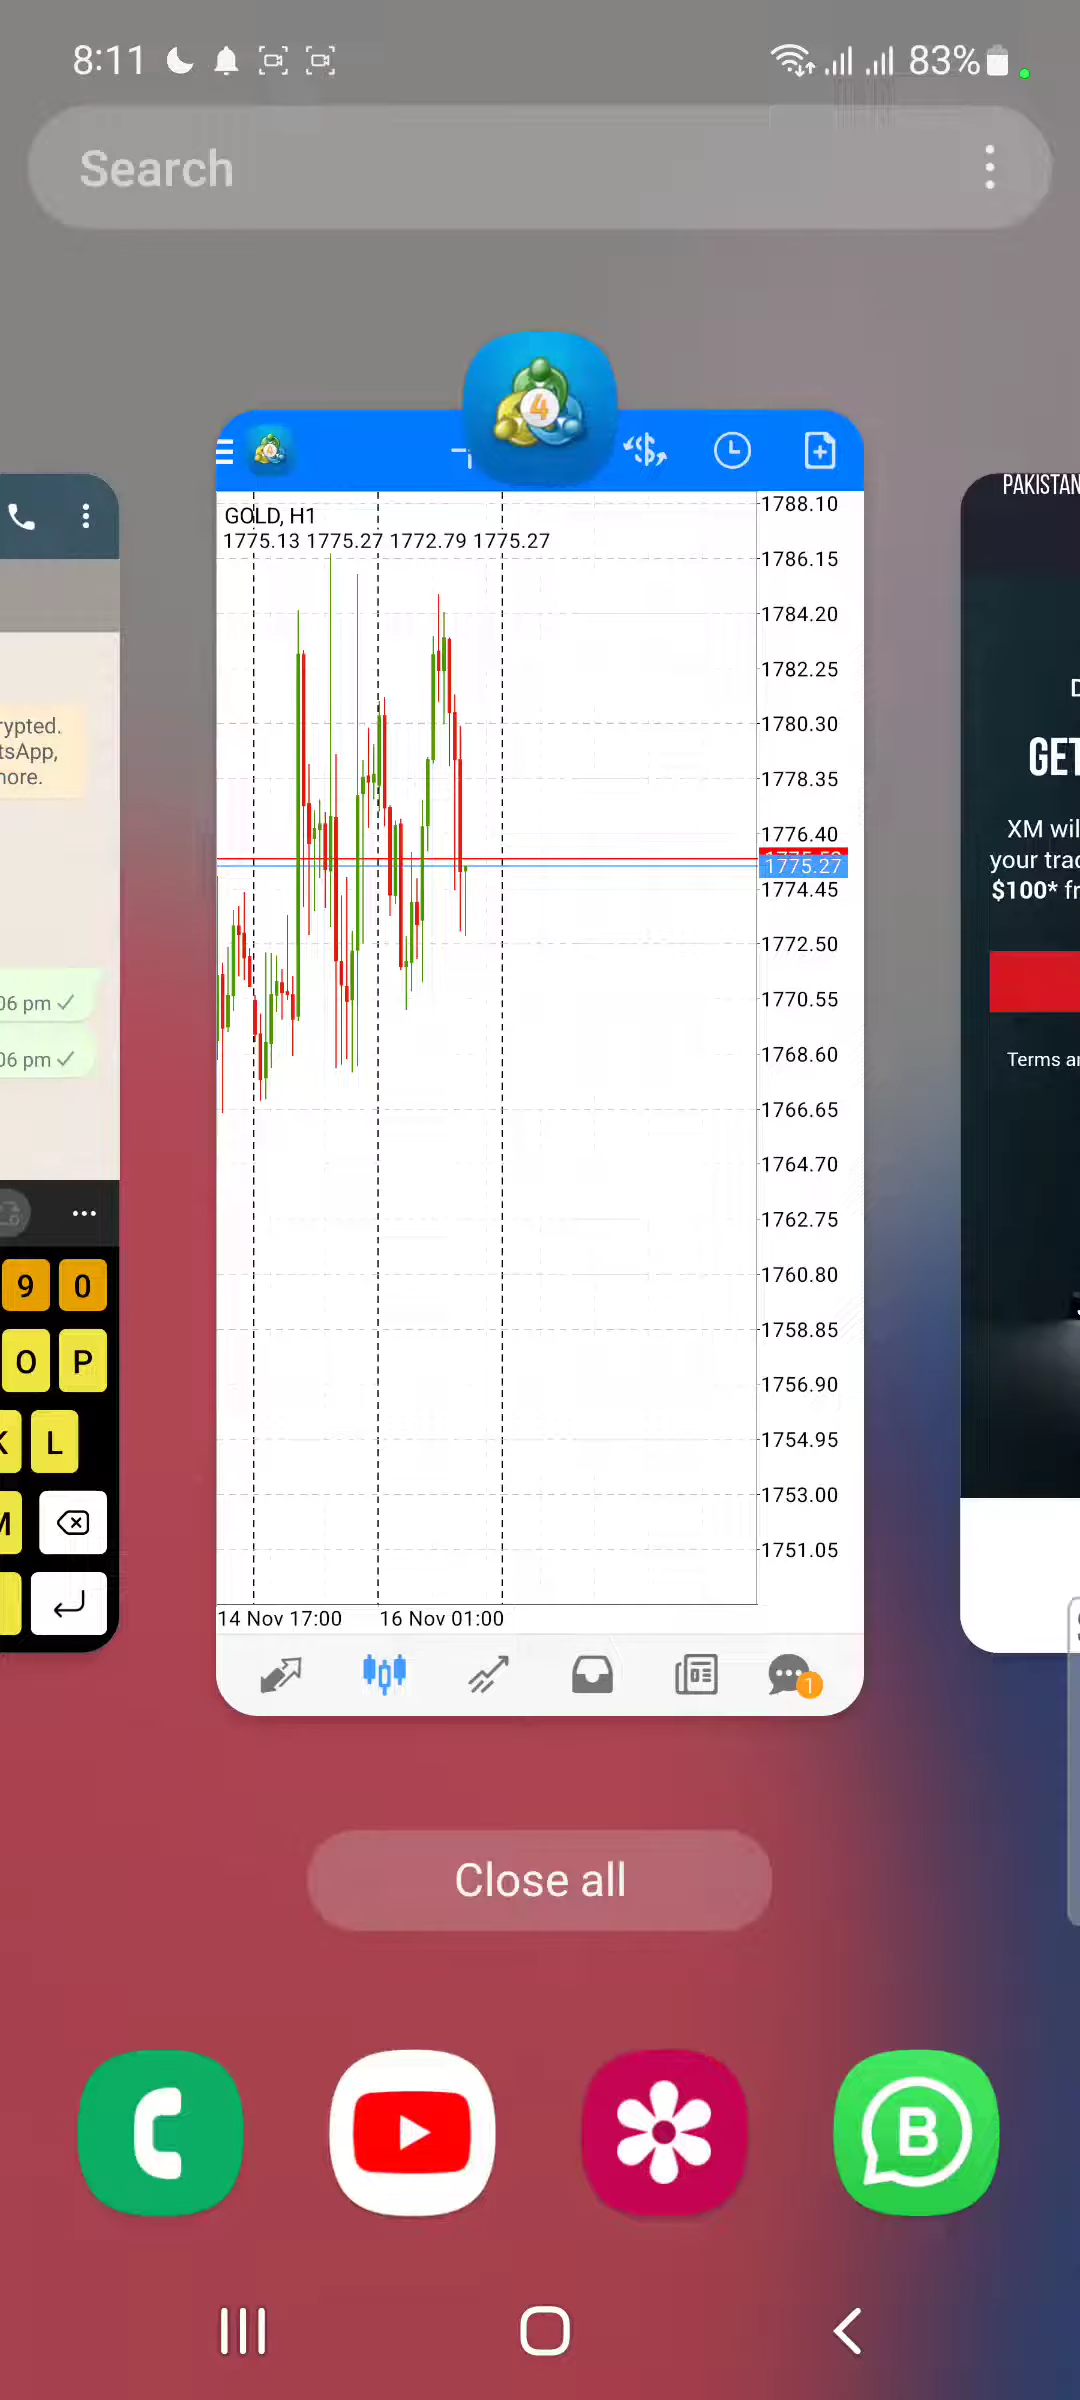 8:11
83%
Search
4
GOLD, H1
1775.13 1775.27 1772.79 1775.27
1788.10
1786.15
1784.20
1782.25
1780.30
1778.35
1776.40
1775.27
1774.45
1772.50
1770.55
1768.60
1766.65
1764.70
1762.75
1760.80
1758.85
1756.90
1754.95
1753.00
1751.05
14 Nov 17:00
16 Nov 01:00
1
rypted.
tsApp,
more.
06 pm
06 pm
9 0
O P
K L
M
PAKISTAN
D
GET
XM wil
your trad
$100* fr
Terms a
Close all
B